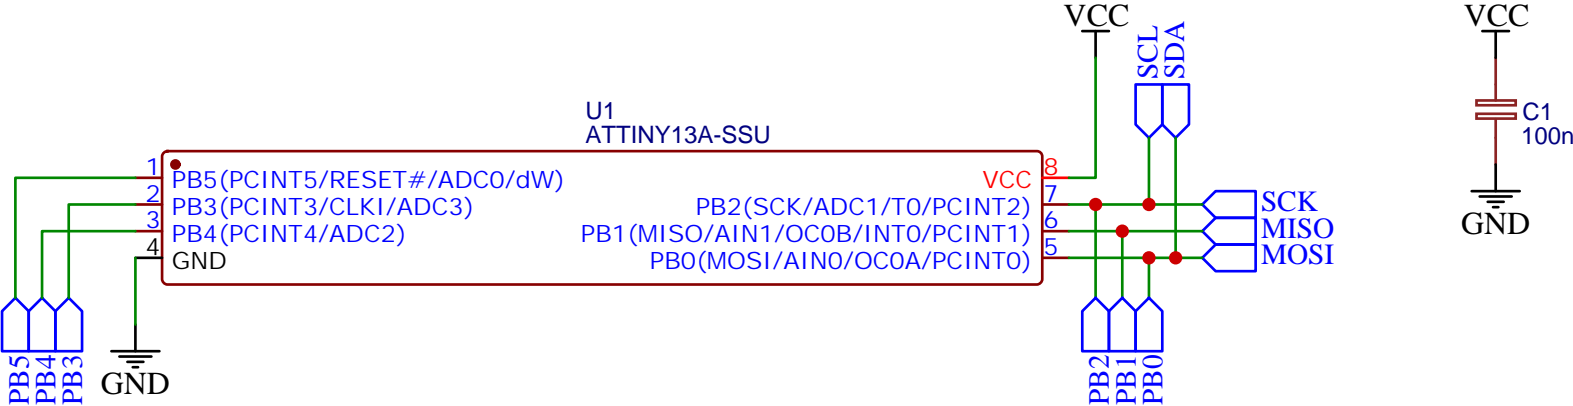 VCC
VCC
SCL
SDA
U1
ATTINY13A-SSU
C1
100n
1
PB5(PCINT5/RESET#/ADC0/dW)
VCC
8
2
PB3(PCINT3/CLKI/ADC3)
PB2(SCK/ADC1/T0/PCINT2)
7
SCK
3
PB4(PCINT4/ADC2)
PB1(MISO/AIN1/OC0B/INT0/PCINT1)
6
MISO
4
GND
PB0(MOSI/AIN0/OC0A/PCINT0)
5
MOSI
GND
PB5
PB4
PB3
GND
PB2
PB1
PB0